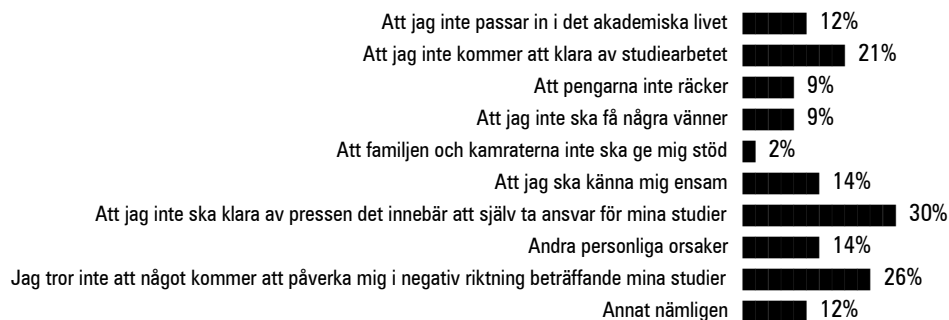 Att jag inte passar in i det akademiska livet 12%
Att jag inte kommer att klara av studiearbetet 21%
Att pengarna inte räcker 9%
Att jag inte ska få några vänner 9%
Att familjen och kamraterna inte ska ge mig stöd 2%
Att jag ska känna mig ensam 14%
Att jag inte ska klara av pressen det innebär att själv ta ansvar för mina studier 30%
Andra personliga orsaker 14%
Jag tror inte att något kommer att påverka mig i negativ riktning beträffande mina studier 26%
Annat nämligen 12%